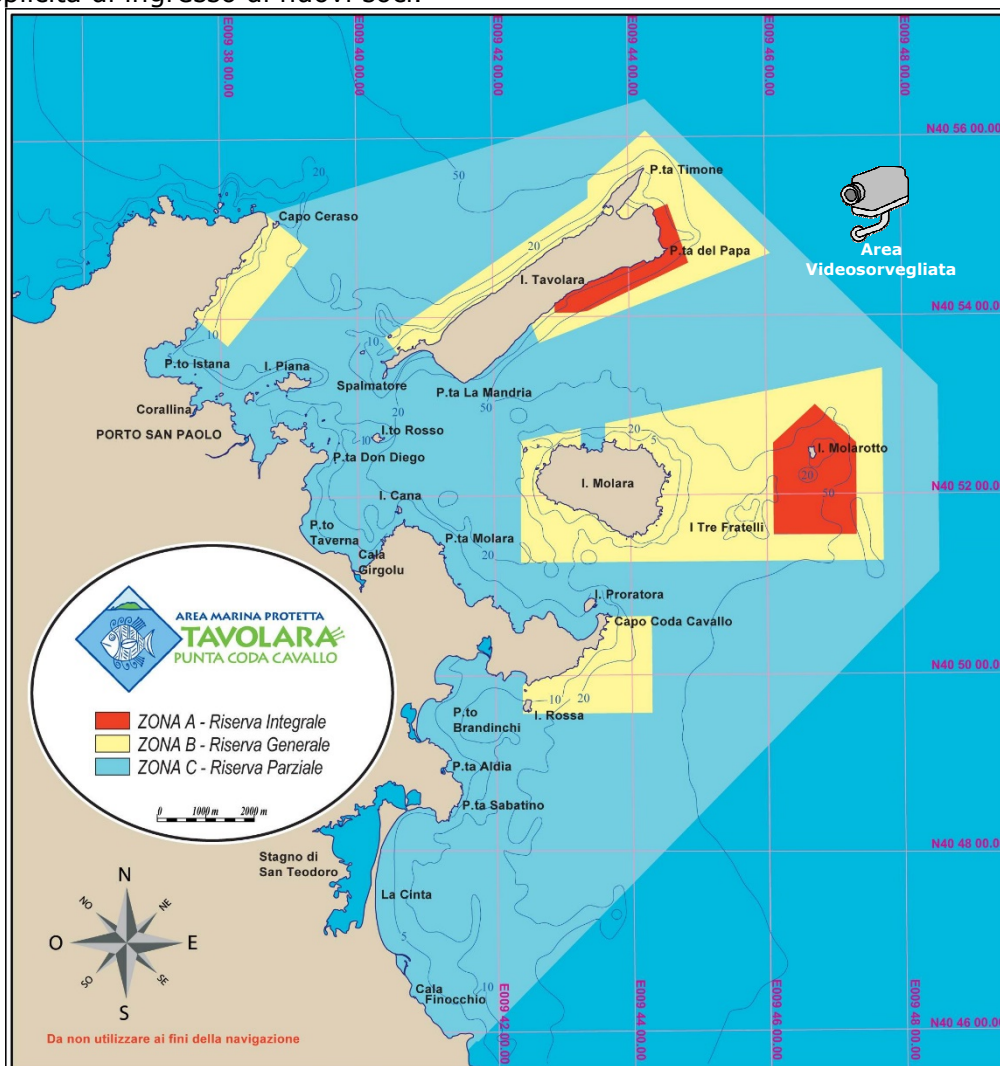 plicità di ingresso di nuovi soci.
E009 38 00.00
E009 40 00.00
E009 42 00.00
E009 44 00.00
E009 46 00.00
E009 48 00.00
N40 56 00.00
20
50
P.ta Timone
Capo Ceraso
20
P.ta del Papa
I. Tavolara
Area
Videosorvegliata
N40 54 00.00
10
10
P.to Istana
I. Piana
Spalmatore
P.ta La Mandria
20
50
Corallina
PORTO SAN PAOLO
I.to Rosso
10
20
5
P.ta Don Diego
I. Molarotto
20
I. Molara
50
N40 52 00.00
I. Cana
I Tre Fratelli
P.to
Taverna
P.ta Molara
20
Cala
Girgolu
I. Proratora
Capo Coda Cavallo
AREA MARINA PROTETTA
TAVOLARA
PUNTA CODA CAVALLO
N40 50 00.00
10
20
I. Rossa
P.to
Brandinchi
ZONA A - Riserva Integrale
ZONA B - Riserva Generale
ZONA C - Riserva Parziale
P.ta Aldia
0 1000 m 2000 m
P.ta Sabatino
N40 48 00.00
Stagno di
San Teodoro
La Cinta
N
NO
NE
O
E
SO
SE
S
5
Cala
Finocchio
10
E009 42 00.00
E009 44 00.00
E009 46 00.00
E009 48 00.00
N40 46 00.00
Da non utilizzare ai fini della navigazione